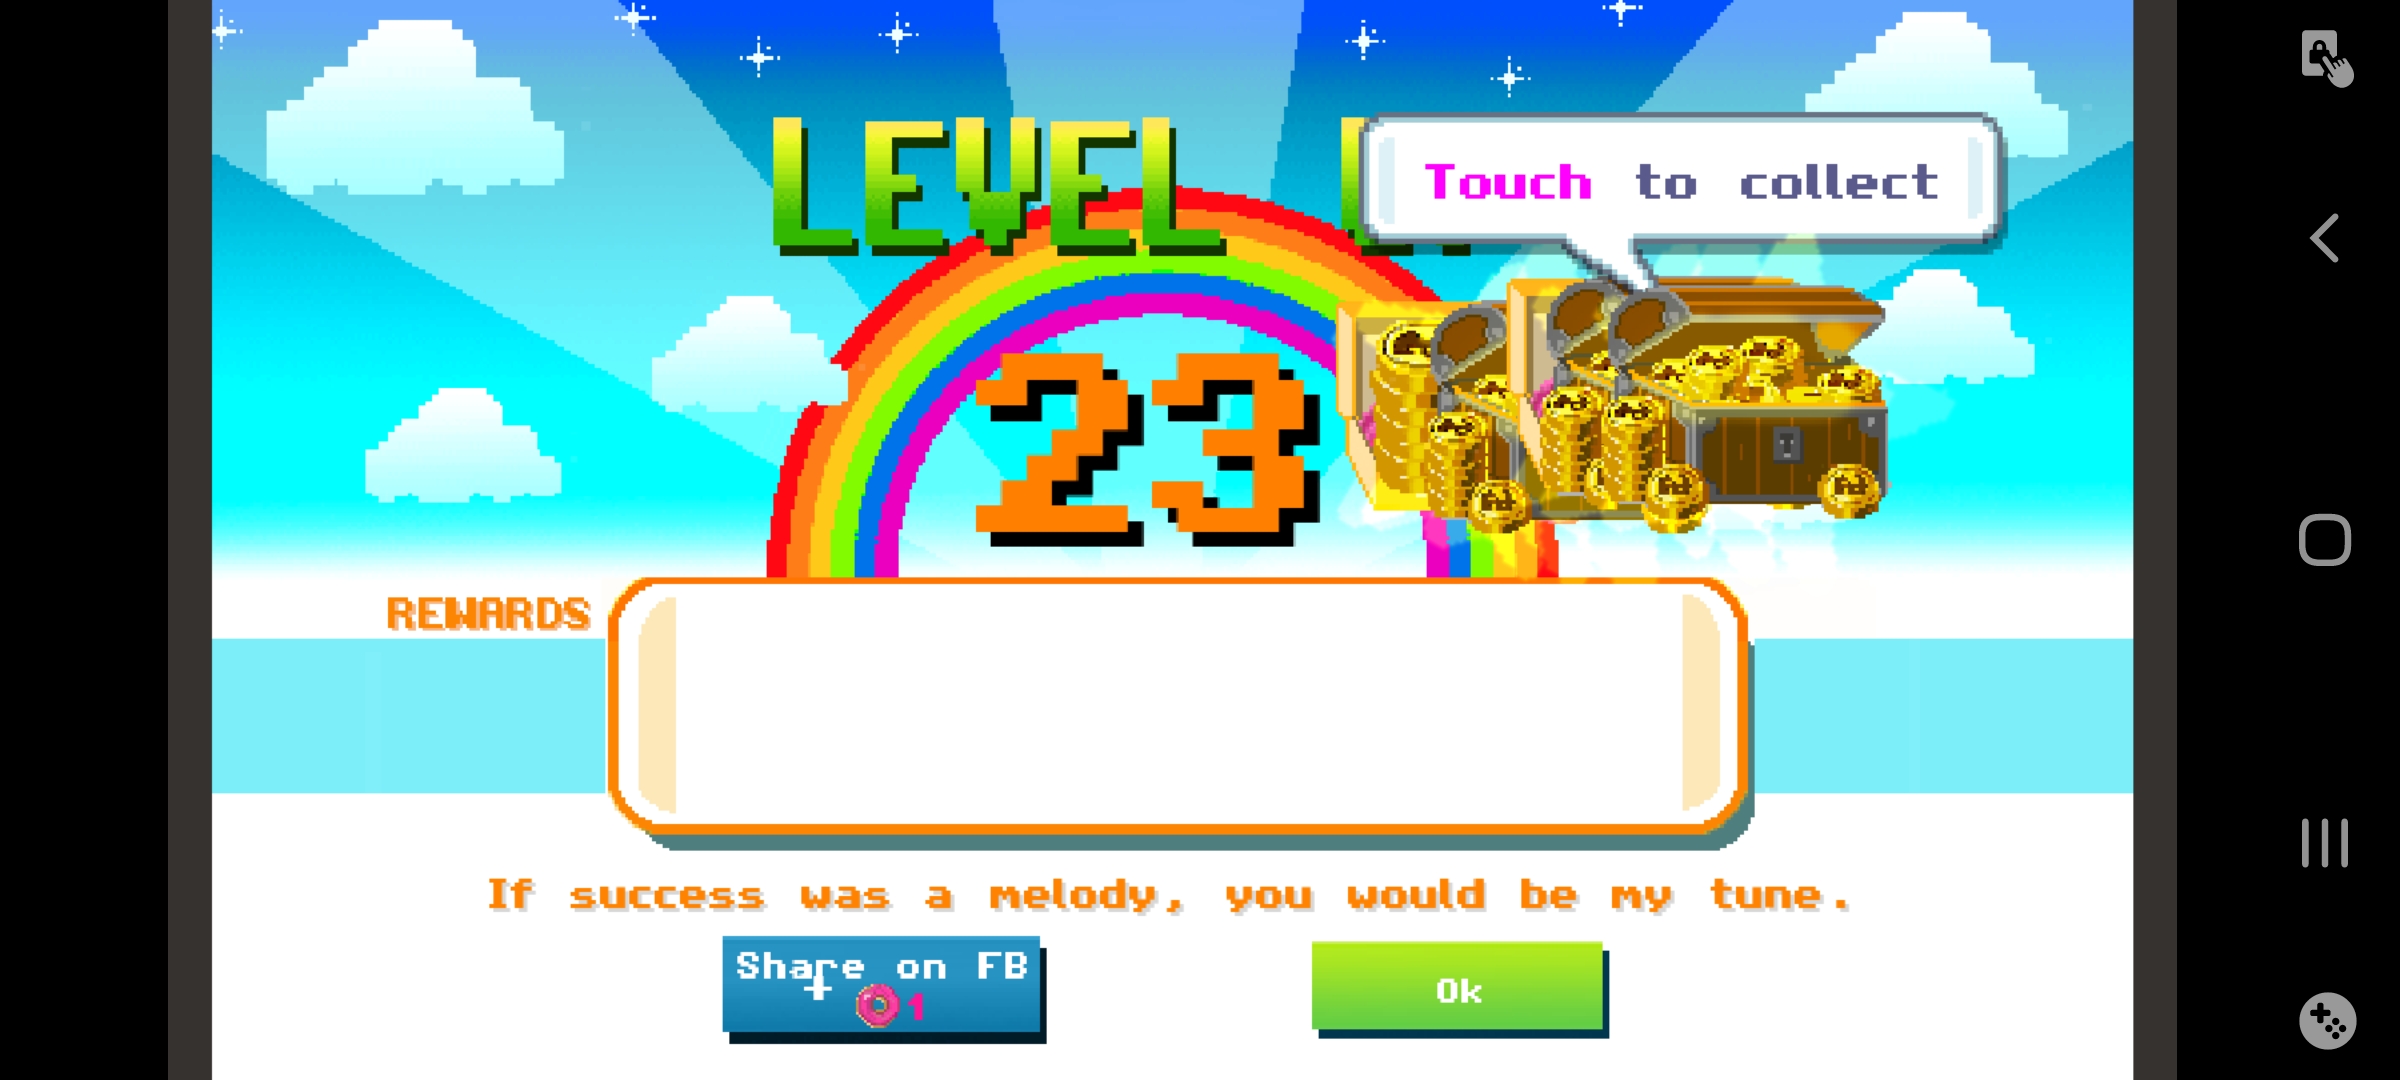 LEVEL
Touch to collect
23
REWARDS
If success was a melody, you would be my tune.
Share on FB
+ 1
Ok